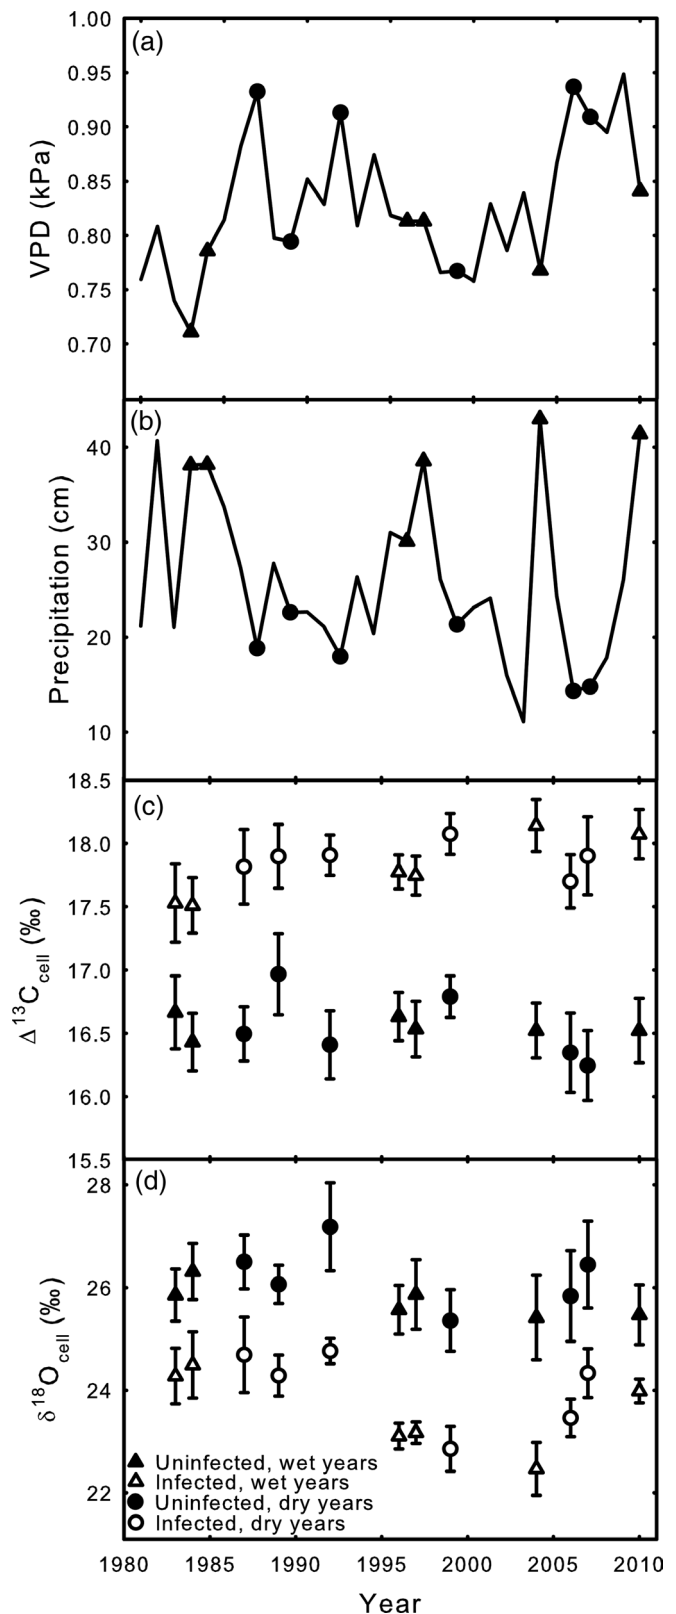 (a)
1.00
0.95
0.90
0.85
0.80
0.75
0.70
VPD (kPa)
(b)
40
30
20
10
Precipitation (cm)
(c)
18.5
18.0
17.5
17.0
16.5
16.0
15.5
Δ¹³Ccell (‰)
(d)
28
26
24
22
δ¹⁸Ocell (‰)
Uninfected, wet years
Infected, wet years
Uninfected, dry years
Infected, dry years
1980 1985 1990 1995 2000 2005 2010
Year